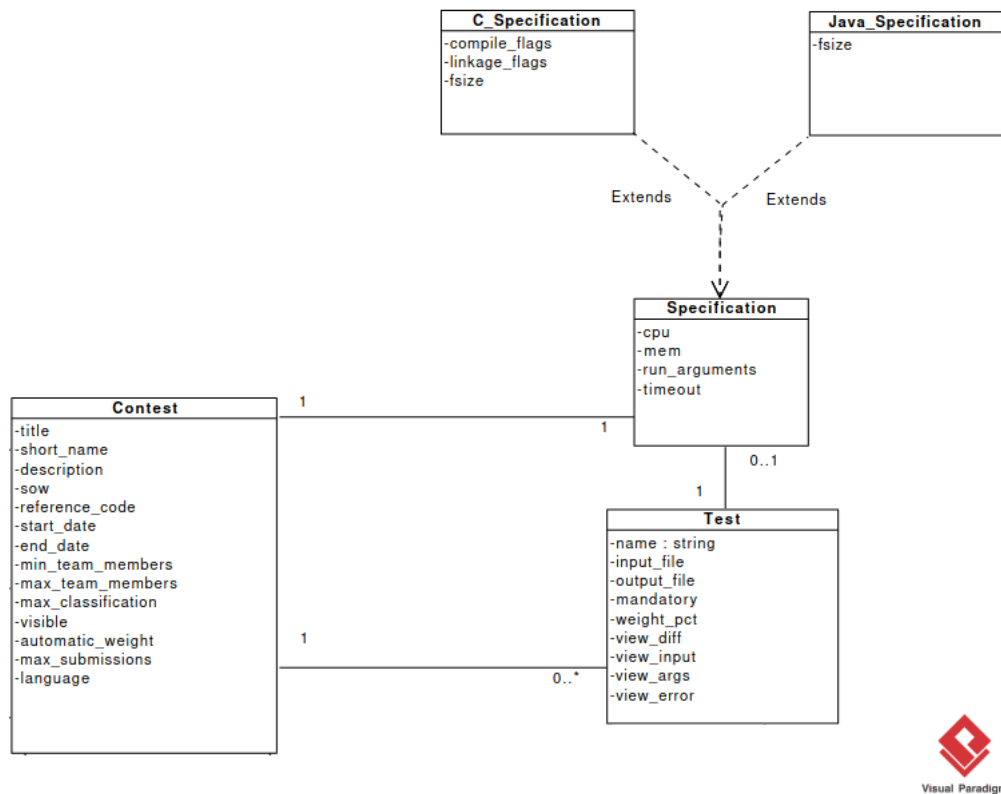 C_Specification
-compile_flags
-linkage_flags
-fsize
Java_Specification
-fsize
Extends
Extends
Specification
-cpu
-mem
-run_arguments
-timeout
Contest
-title
-short_name
-description
-sow
-reference_code
-start_date
-end_date
-min_team_members
-max_team_members
-max_classification
-visible
-automatic_weight
-max_submissions
-language
1
1
0..1
1
Test
-name : string
-input_file
-output_file
-mandatory
-weight_pct
-view_diff
-view_input
-view_args
-view_error
1
0..*
Visual Paradig